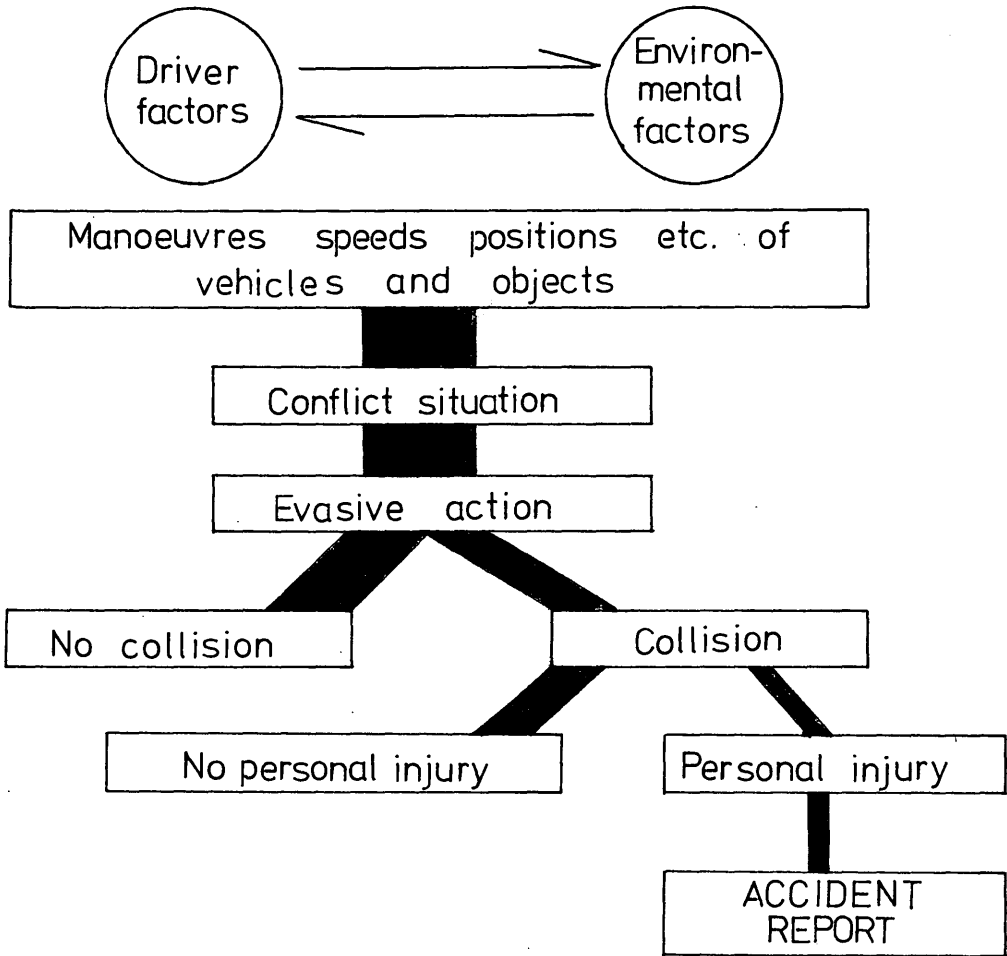 Driver
factors
Environ-
mental
factors
Manoeuvres speeds positions etc. of
vehicles and objects
Conflict situation
Evasive action
No collision
Collision
No personal injury
Personal injury
ACCIDENT
REPORT